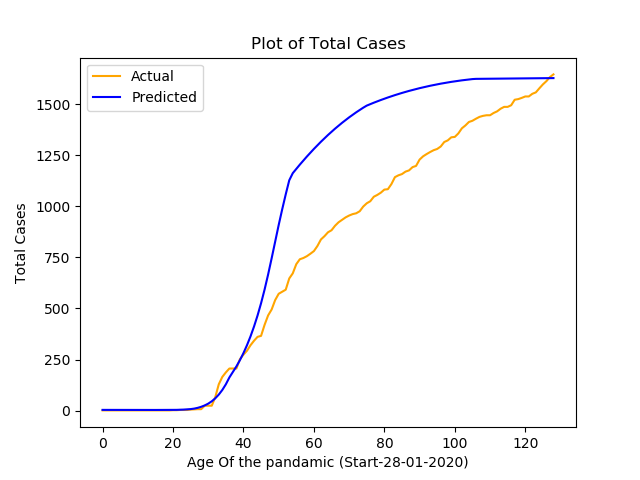 Plot of Total Cases
Actual
Predicted
1500
1250
1000
750
500
250
0
Total Cases
0 20 40 60 80 100 120
Age Of the pandamic (Start-28-01-2020)